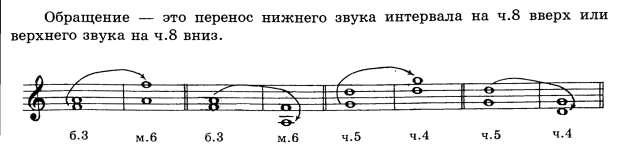 Обращение — это перенос нижнего звука интервала на ч.8 вверх или
верхнего звука на ч.8 вниз.
б.3 м.6 б.3 м.6 ч.5 ч.4 ч.5 ч.4